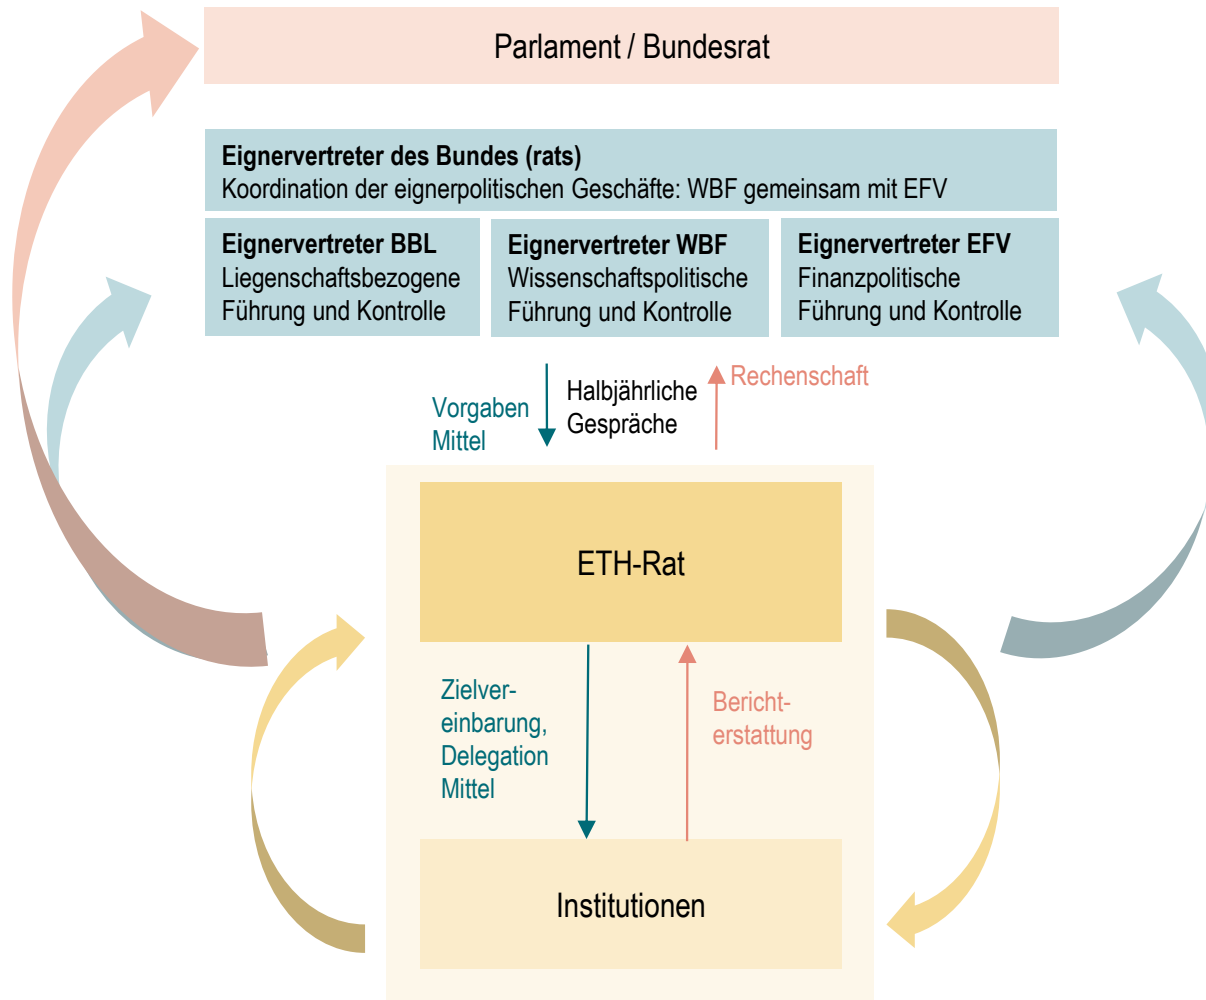 Parlament / Bundesrat
Eignervertreter des Bundes (rats)
Koordination der eignerpolitischen Geschäfte: WBF gemeinsam mit EFV
Eignervertreter BBL
Liegenschaftsbezogene
Führung und Kontrolle
Eignervertreter WBF
Wissenschaftspolitische
Führung und Kontrolle
Eignervertreter EFV
Finanzpolitische
Führung und Kontrolle
Vorgaben
Mittel
Halbjährliche
Gespräche
Rechenschaft
ETH-Rat
Zielver-
einbarung,
Delegation
Mittel
Bericht-
erstattung
Institutionen